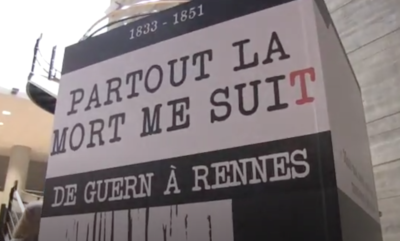 1833 - 1851
PARTOUT LA
MORT ME SUIT
DE GUERN À RENNES